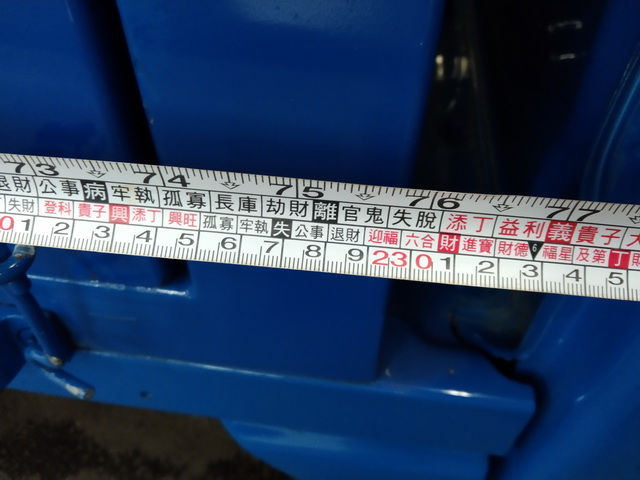 73 74 75 76 77
退財 公事 病 牢執 孤寡 長庫 劫財 離 官鬼 失脫 添丁 益利 義 貴子
失財 登科 貴子 興 添丁 興旺 孤寡 牢執 失 公事 退財 迎福 六合 財 進寶 財德 6 福星 及第 丁
0 1 2 3 4 5 6 7 8 9 230 1 2 3 4 5